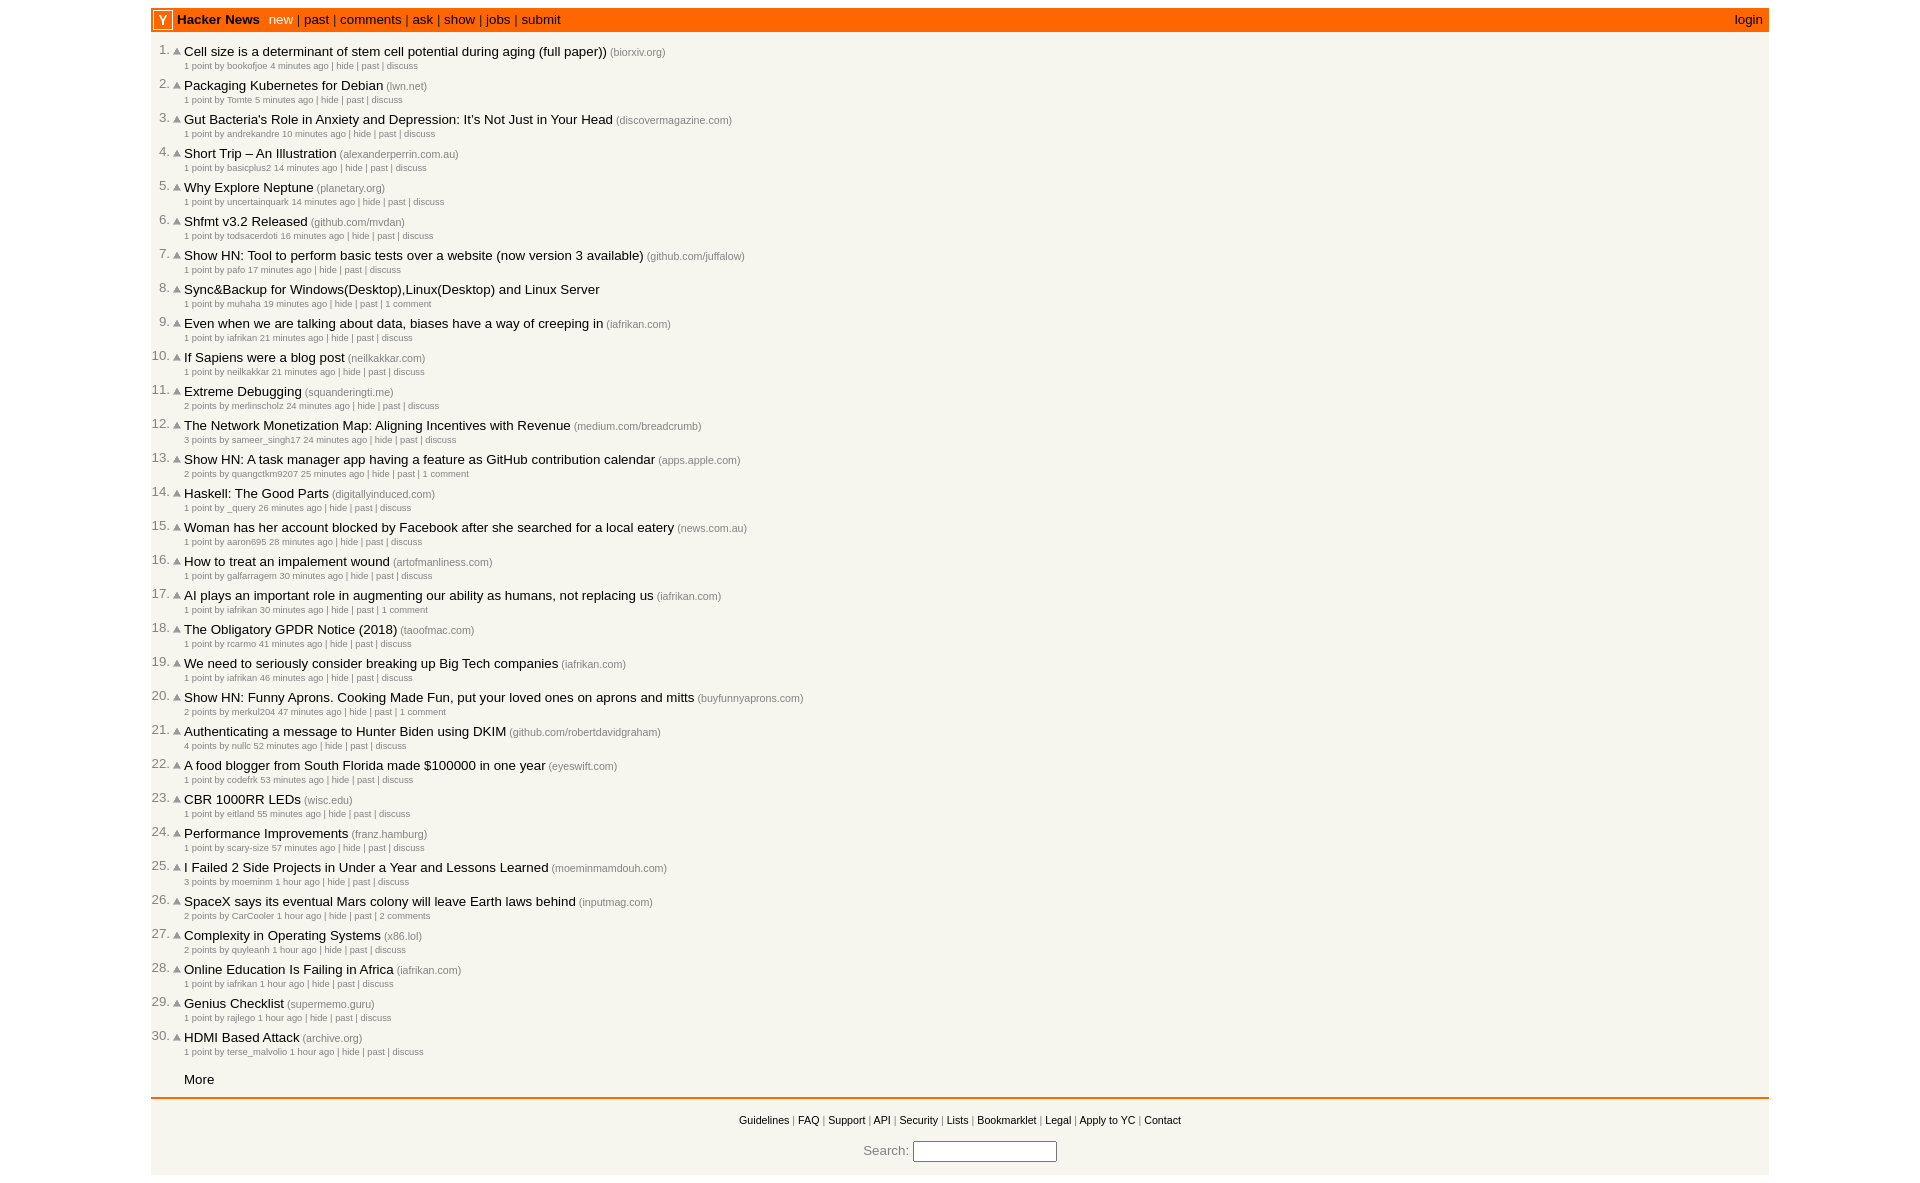 Y Hacker News new | past | comments | ask | show | jobs | submit login
1. Cell size is a determinant of stem cell potential during aging (full paper)) (biorxiv.org)
1 point by bookofjoe 4 minutes ago | hide | past | discuss
2. Packaging Kubernetes for Debian (lwn.net)
1 point by Tomte 5 minutes ago | hide | past | discuss
3. Gut Bacteria's Role in Anxiety and Depression: It's Not Just in Your Head (discovermagazine.com)
1 point by andrekandre 10 minutes ago | hide | past | discuss
4. Short Trip – An Illustration (alexanderperrin.com.au)
1 point by basicplus2 14 minutes ago | hide | past | discuss
5. Why Explore Neptune (planetary.org)
1 point by uncertainquark 14 minutes ago | hide | past | discuss
6. Shfmt v3.2 Released (github.com/mvdan)
1 point by todsacerdoti 16 minutes ago | hide | past | discuss
7. Show HN: Tool to perform basic tests over a website (now version 3 available) (github.com/juffalow)
1 point by pafo 17 minutes ago | hide | past | discuss
8. Sync&Backup for Windows(Desktop),Linux(Desktop) and Linux Server
1 point by muhaha 19 minutes ago | hide | past | 1 comment
9. Even when we are talking about data, biases have a way of creeping in (iafrikan.com)
1 point by iafrikan 21 minutes ago | hide | past | discuss
10. If Sapiens were a blog post (neilkakkar.com)
1 point by neilkakkar 21 minutes ago | hide | past | discuss
11. Extreme Debugging (squanderingti.me)
2 points by merlinscholz 24 minutes ago | hide | past | discuss
12. The Network Monetization Map: Aligning Incentives with Revenue (medium.com/breadcrumb)
3 points by sameer_singh17 24 minutes ago | hide | past | discuss
13. Show HN: A task manager app having a feature as GitHub contribution calendar (apps.apple.com)
2 points by quangctkm9207 25 minutes ago | hide | past | 1 comment
14. Haskell: The Good Parts (digitallyinduced.com)
1 point by _query 26 minutes ago | hide | past | discuss
15. Woman has her account blocked by Facebook after she searched for a local eatery (news.com.au)
1 point by aaron695 28 minutes ago | hide | past | discuss
16. How to treat an impalement wound (artofmanliness.com)
1 point by galfarragem 30 minutes ago | hide | past | discuss
17. AI plays an important role in augmenting our ability as humans, not replacing us (iafrikan.com)
1 point by iafrikan 30 minutes ago | hide | past | 1 comment
18. The Obligatory GPDR Notice (2018) (taoofmac.com)
1 point by rcarmo 41 minutes ago | hide | past | discuss
19. We need to seriously consider breaking up Big Tech companies (iafrikan.com)
1 point by iafrikan 46 minutes ago | hide | past | discuss
20. Show HN: Funny Aprons. Cooking Made Fun, put your loved ones on aprons and mitts (buyfunnyaprons.com)
2 points by merkul204 47 minutes ago | hide | past | 1 comment
21. Authenticating a message to Hunter Biden using DKIM (github.com/robertdavidgraham)
4 points by nullc 52 minutes ago | hide | past | discuss
22. A food blogger from South Florida made $100000 in one year (eyeswift.com)
1 point by codefrk 53 minutes ago | hide | past | discuss
23. CBR 1000RR LEDs (wisc.edu)
1 point by eitland 55 minutes ago | hide | past | discuss
24. Performance Improvements (franz.hamburg)
1 point by scary-size 57 minutes ago | hide | past | discuss
25. I Failed 2 Side Projects in Under a Year and Lessons Learned (moeminmamdouh.com)
3 points by moeminm 1 hour ago | hide | past | discuss
26. SpaceX says its eventual Mars colony will leave Earth laws behind (inputmag.com)
2 points by CarCooler 1 hour ago | hide | past | 2 comments
27. Complexity in Operating Systems (x86.lol)
2 points by quyleanh 1 hour ago | hide | past | discuss
28. Online Education Is Failing in Africa (iafrikan.com)
1 point by iafrikan 1 hour ago | hide | past | discuss
29. Genius Checklist (supermemo.guru)
1 point by rajlego 1 hour ago | hide | past | discuss
30. HDMI Based Attack (archive.org)
1 point by terse_malvolio 1 hour ago | hide | past | discuss
More
Guidelines | FAQ | Support | API | Security | Lists | Bookmarklet | Legal | Apply to YC | Contact
Search: